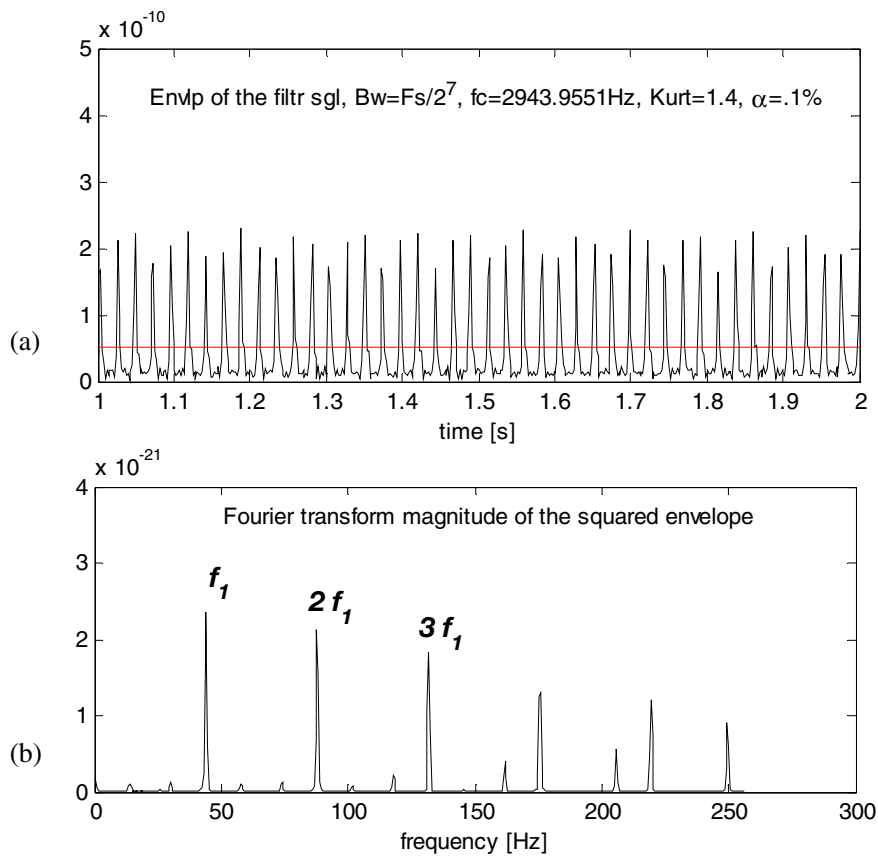 x 10^-10
5
Envlp of the filtr sgl, Bw=Fs/2^7, fc=2943.9551Hz, Kurt=1.4, α=.1%
4
3
2
(a)
1
0
1 1.1 1.2 1.3 1.4 1.5 1.6 1.7 1.8 1.9 2
time [s]
x 10^-21
4
Fourier transform magnitude of the squared envelope
3
f_1
2 f_1
3 f_1
2
1
(b)
0
0 50 100 150 200 250 300
frequency [Hz]